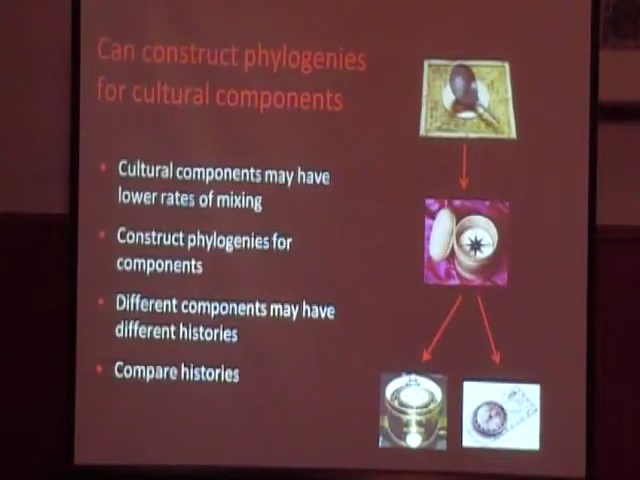 Can construct phylogenies
for cultural components
• Cultural components may have
lower rates of mixing
• Construct phylogenies for
components
• Different components may have
different histories
• Compare histories